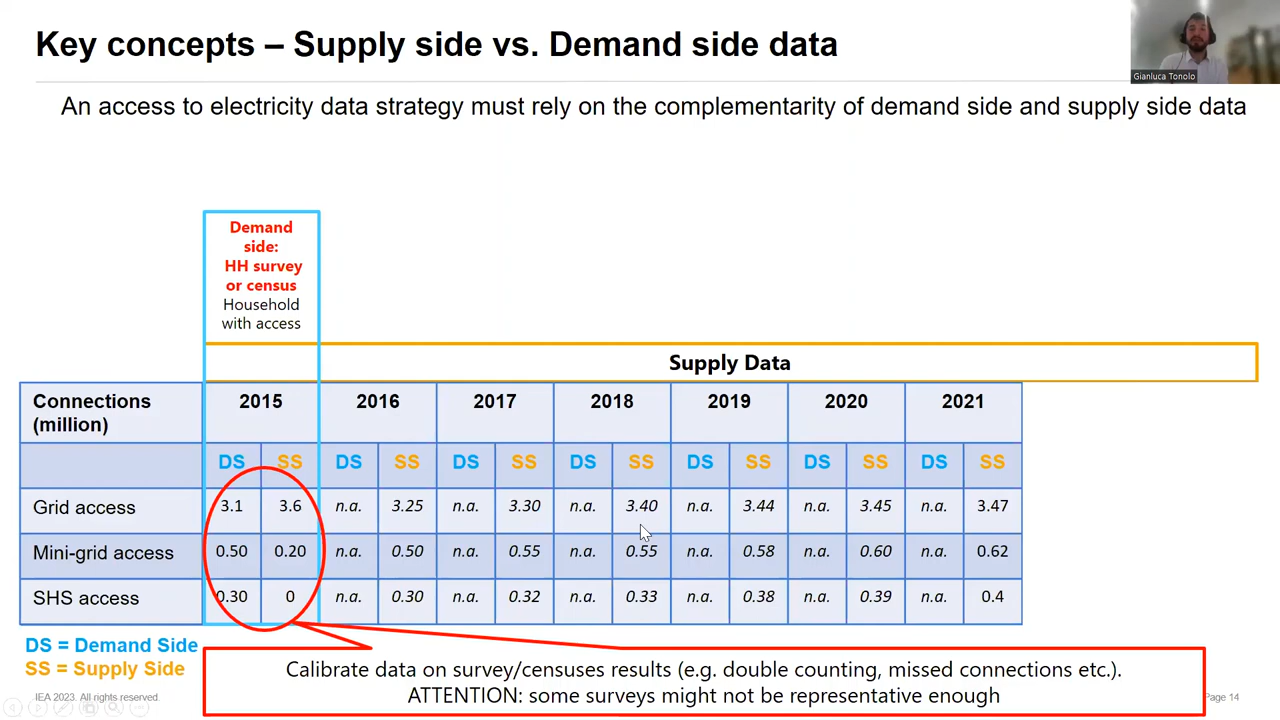 Key concepts – Supply side vs. Demand side data
Gianluca Tonolo
An access to electricity data strategy must rely on the complementarity of demand side and supply side data
Demand
side:
HH survey
or census
Household
with access
Supply Data
Connections (million) 2015 2016 2017 2018 2019 2020 2021
DS SS DS SS DS SS DS SS DS SS DS SS DS SS
Grid access 3.1 3.6 n.a. 3.25 n.a. 3.30 n.a. 3.40 n.a. 3.44 n.a. 3.45 n.a. 3.47
Mini-grid access 0.50 0.20 n.a. 0.50 n.a. 0.55 n.a. 0.55 n.a. 0.58 n.a. 0.60 n.a. 0.62
SHS access 0.30 0 n.a. 0.30 n.a. 0.32 n.a. 0.33 n.a. 0.38 n.a. 0.39 n.a. 0.4
DS = Demand Side
SS = Supply Side
Calibrate data on survey/censuses results (e.g. double counting, missed connections etc.).
ATTENTION: some surveys might not be representative enough
IEA 2023. All rights reserved.
Page 14